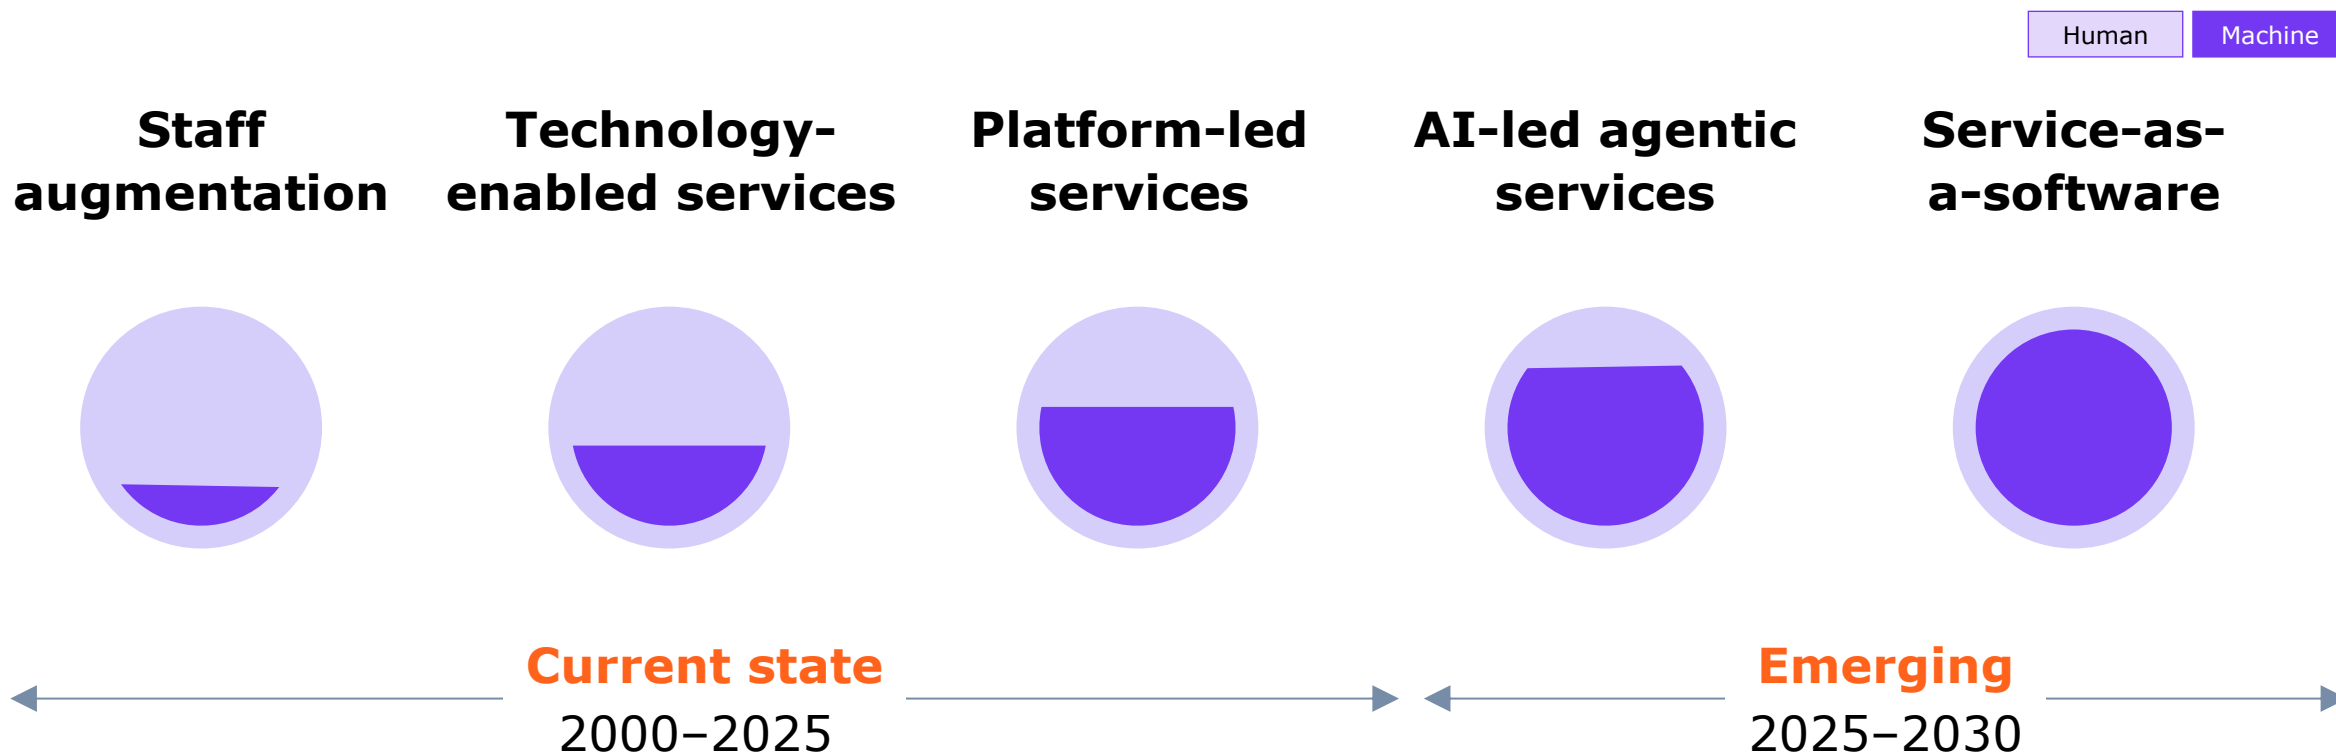 Human
Machine
Staff
augmentation
Technology-
enabled services
Platform-led
services
AI-led agentic
services
Service-as-
a-software
Current state
2000–2025
Emerging
2025–2030